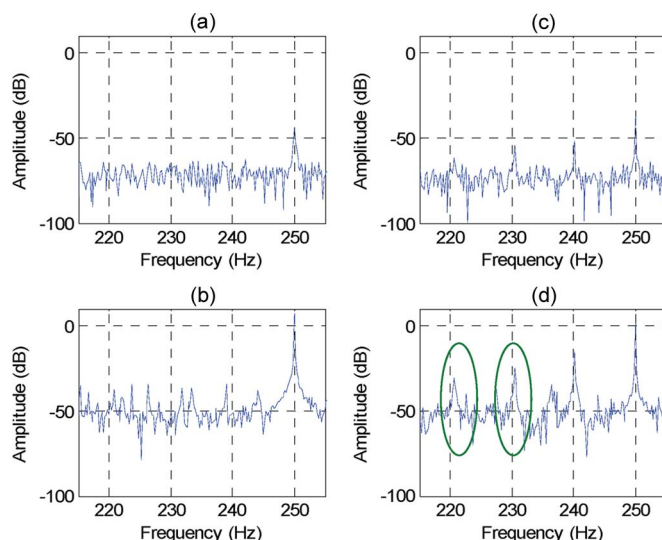 (a)
0
-50
-100
Amplitude (dB)
220 230 240 250
Frequency (Hz)
(c)
0
-50
-100
Amplitude (dB)
220 230 240 250
Frequency (Hz)
(b)
0
-50
-100
Amplitude (dB)
220 230 240 250
Frequency (Hz)
(d)
0
-50
-100
Amplitude (dB)
220 230 240 250
Frequency (Hz)